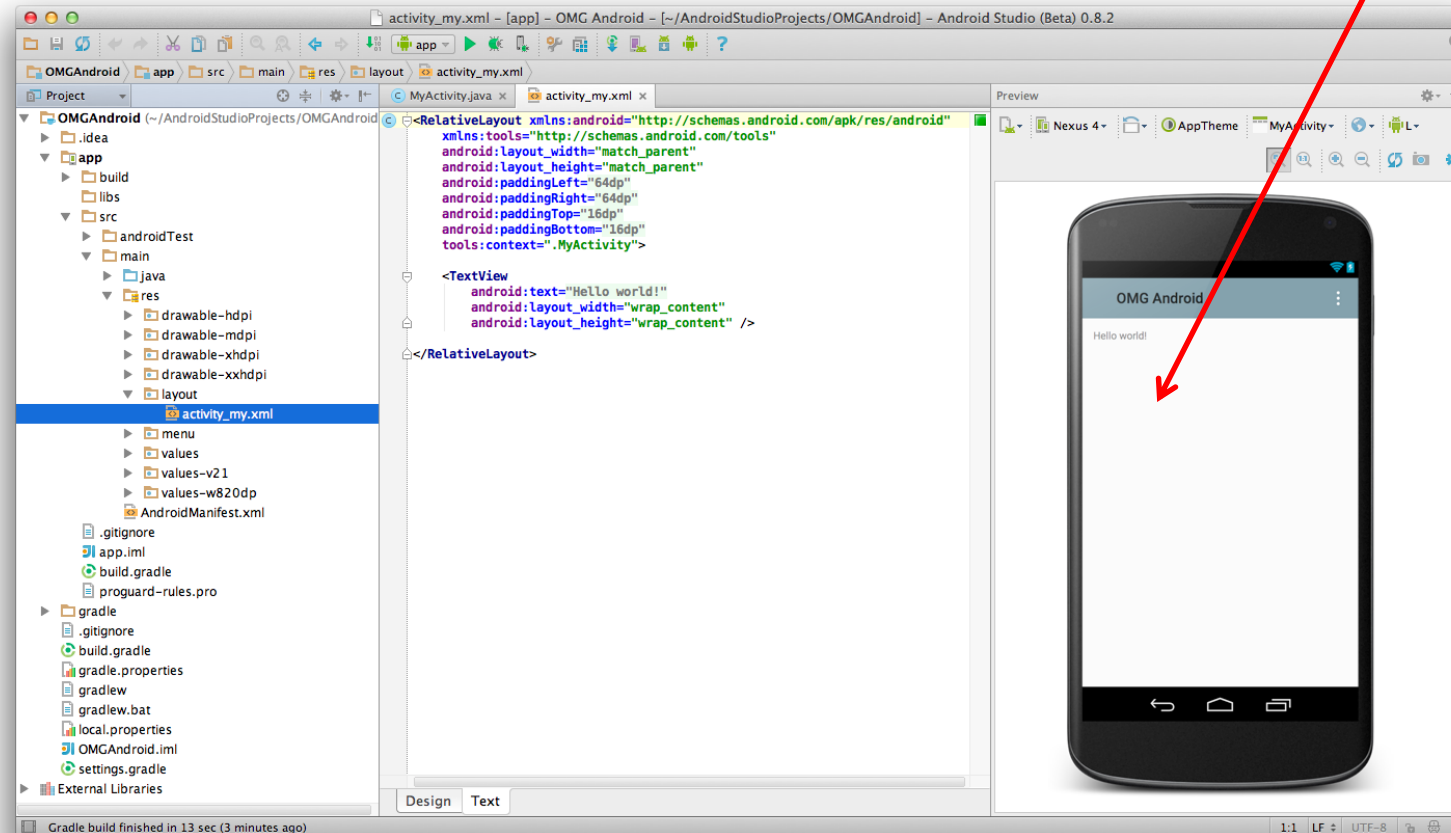 activity_my.xml - [app] - OMG Android - [~/AndroidStudioProjects/OMGAndroid] - Android Studio (Beta) 0.8.2
app
OMGAndroid app src main res layout activity_my.xml
Project
MyActivity.java activity_my.xml
Preview
OMGAndroid (~/AndroidStudioProjects/OMGAndroid
.idea
app
build
libs
src
androidTest
main
java
res
drawable-hdpi
drawable-mdpi
drawable-xhdpi
drawable-xxhdpi
layout
activity_my.xml
menu
values
values-v21
values-w820dp
AndroidManifest.xml
.gitignore
app.iml
build.gradle
proguard-rules.pro
gradle
.gitignore
build.gradle
gradle.properties
gradlew
gradlew.bat
local.properties
OMGAndroid.iml
settings.gradle
External Libraries
<RelativeLayout xmlns:android="http://schemas.android.com/apk/res/android"
xmlns:tools="http://schemas.android.com/tools"
android:layout_width="match_parent"
android:layout_height="match_parent"
android:paddingLeft="64dp"
android:paddingRight="64dp"
android:paddingTop="16dp"
android:paddingBottom="16dp"
tools:context=".MyActivity">
<TextView
android:text="Hello world!"
android:layout_width="wrap_content"
android:layout_height="wrap_content" />
</RelativeLayout>
Design Text
Nexus 4 AppTheme MyActivity L
OMG Android
Hello world!
Gradle build finished in 13 sec (3 minutes ago)
1:1 LF UTF-8